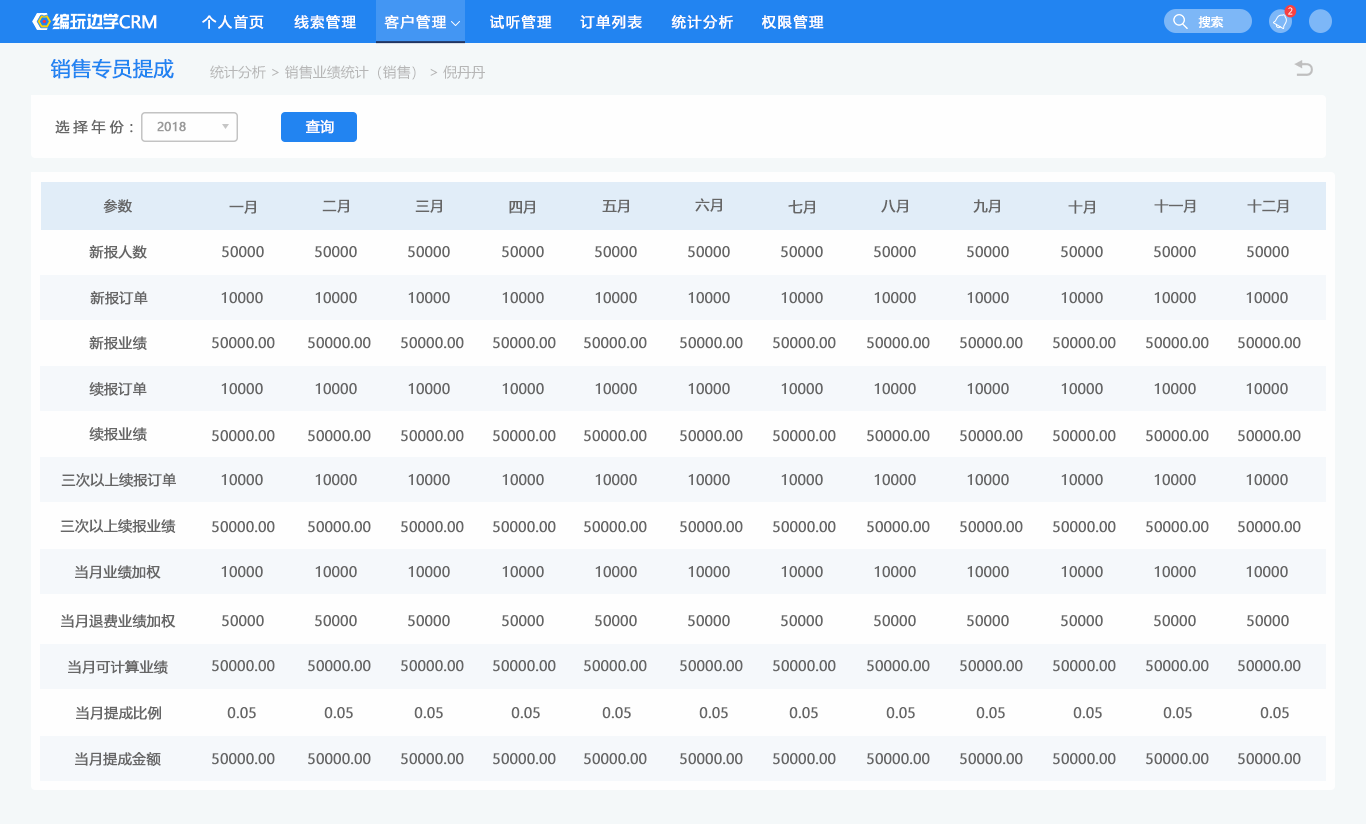 编玩边学CRM 个人首页 线索管理 客户管理 试听管理 订单列表 统计分析 权限管理 搜索 2
销售专员提成 统计分析 > 销售业绩统计（销售） > 倪丹丹
选择年份: 2018 查询
参数 一月 二月 三月 四月 五月 六月 七月 八月 九月 十月 十一月 十二月
新报人数 50000 50000 50000 50000 50000 50000 50000 50000 50000 50000 50000 50000
新报订单 10000 10000 10000 10000 10000 10000 10000 10000 10000 10000 10000 10000
新报业绩 50000.00 50000.00 50000.00 50000.00 50000.00 50000.00 50000.00 50000.00 50000.00 50000.00 50000.00 50000.00
续报订单 10000 10000 10000 10000 10000 10000 10000 10000 10000 10000 10000 10000
续报业绩 50000.00 50000.00 50000.00 50000.00 50000.00 50000.00 50000.00 50000.00 50000.00 50000.00 50000.00 50000.00
三次以上续报订单 10000 10000 10000 10000 10000 10000 10000 10000 10000 10000 10000 10000
三次以上续报业绩 50000.00 50000.00 50000.00 50000.00 50000.00 50000.00 50000.00 50000.00 50000.00 50000.00 50000.00 50000.00
当月业绩加权 10000 10000 10000 10000 10000 10000 10000 10000 10000 10000 10000 10000
当月退费业绩加权 50000 50000 50000 50000 50000 50000 50000 50000 50000 50000 50000 50000
当月可计算业绩 50000.00 50000.00 50000.00 50000.00 50000.00 50000.00 50000.00 50000.00 50000.00 50000.00 50000.00 50000.00
当月提成比例 0.05 0.05 0.05 0.05 0.05 0.05 0.05 0.05 0.05 0.05 0.05 0.05
当月提成金额 50000.00 50000.00 50000.00 50000.00 50000.00 50000.00 50000.00 50000.00 50000.00 50000.00 50000.00 50000.00